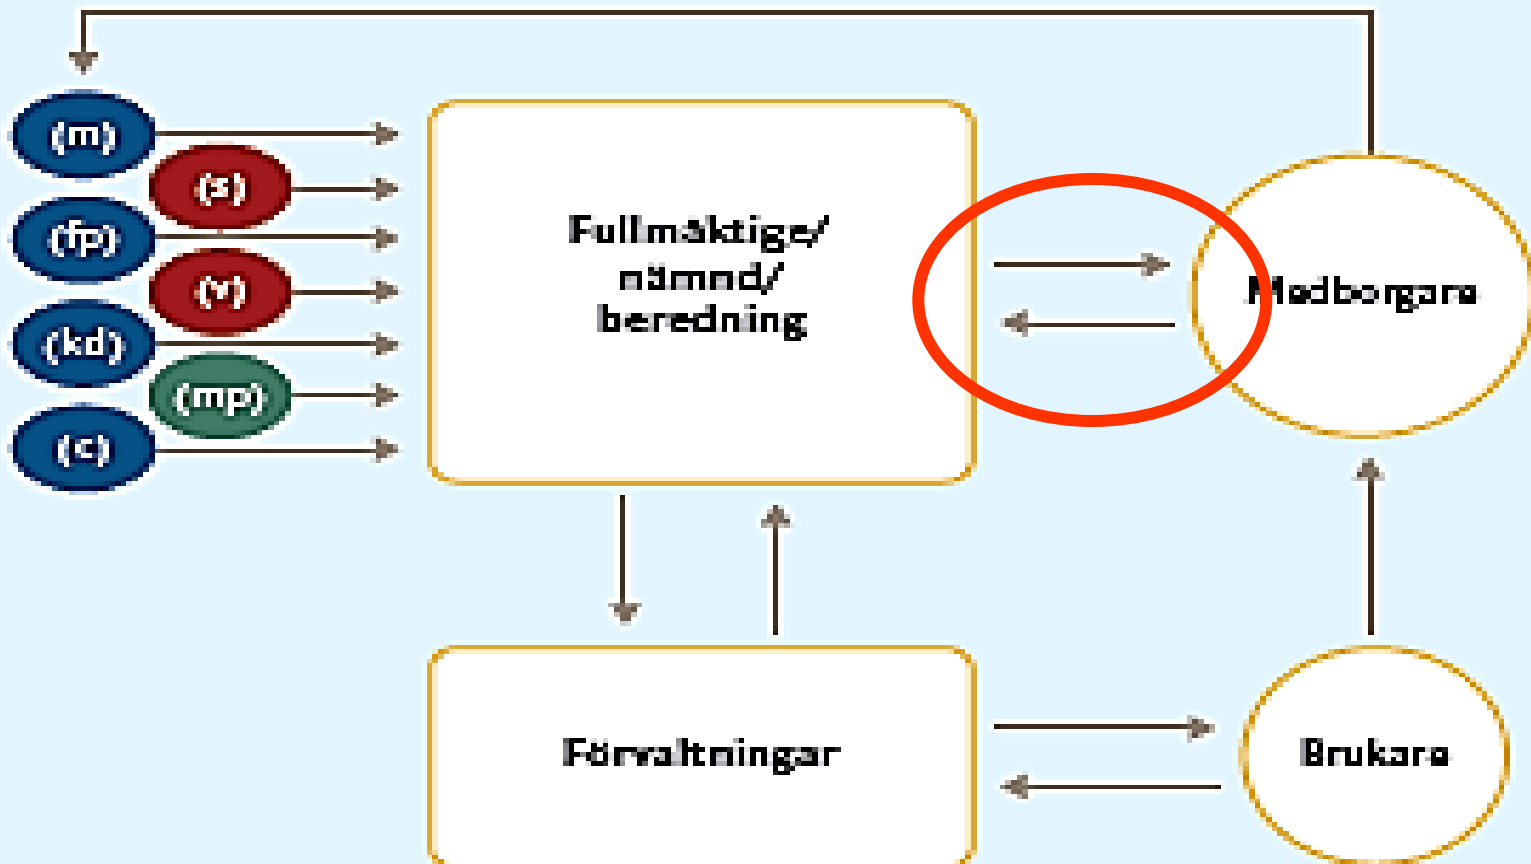 (m)
(s)
(fp)
(v)
(kd)
(mp)
(c)
Fullmäktige/
nämnd/
beredning
Medborgare
Förvaltningar
Brukare